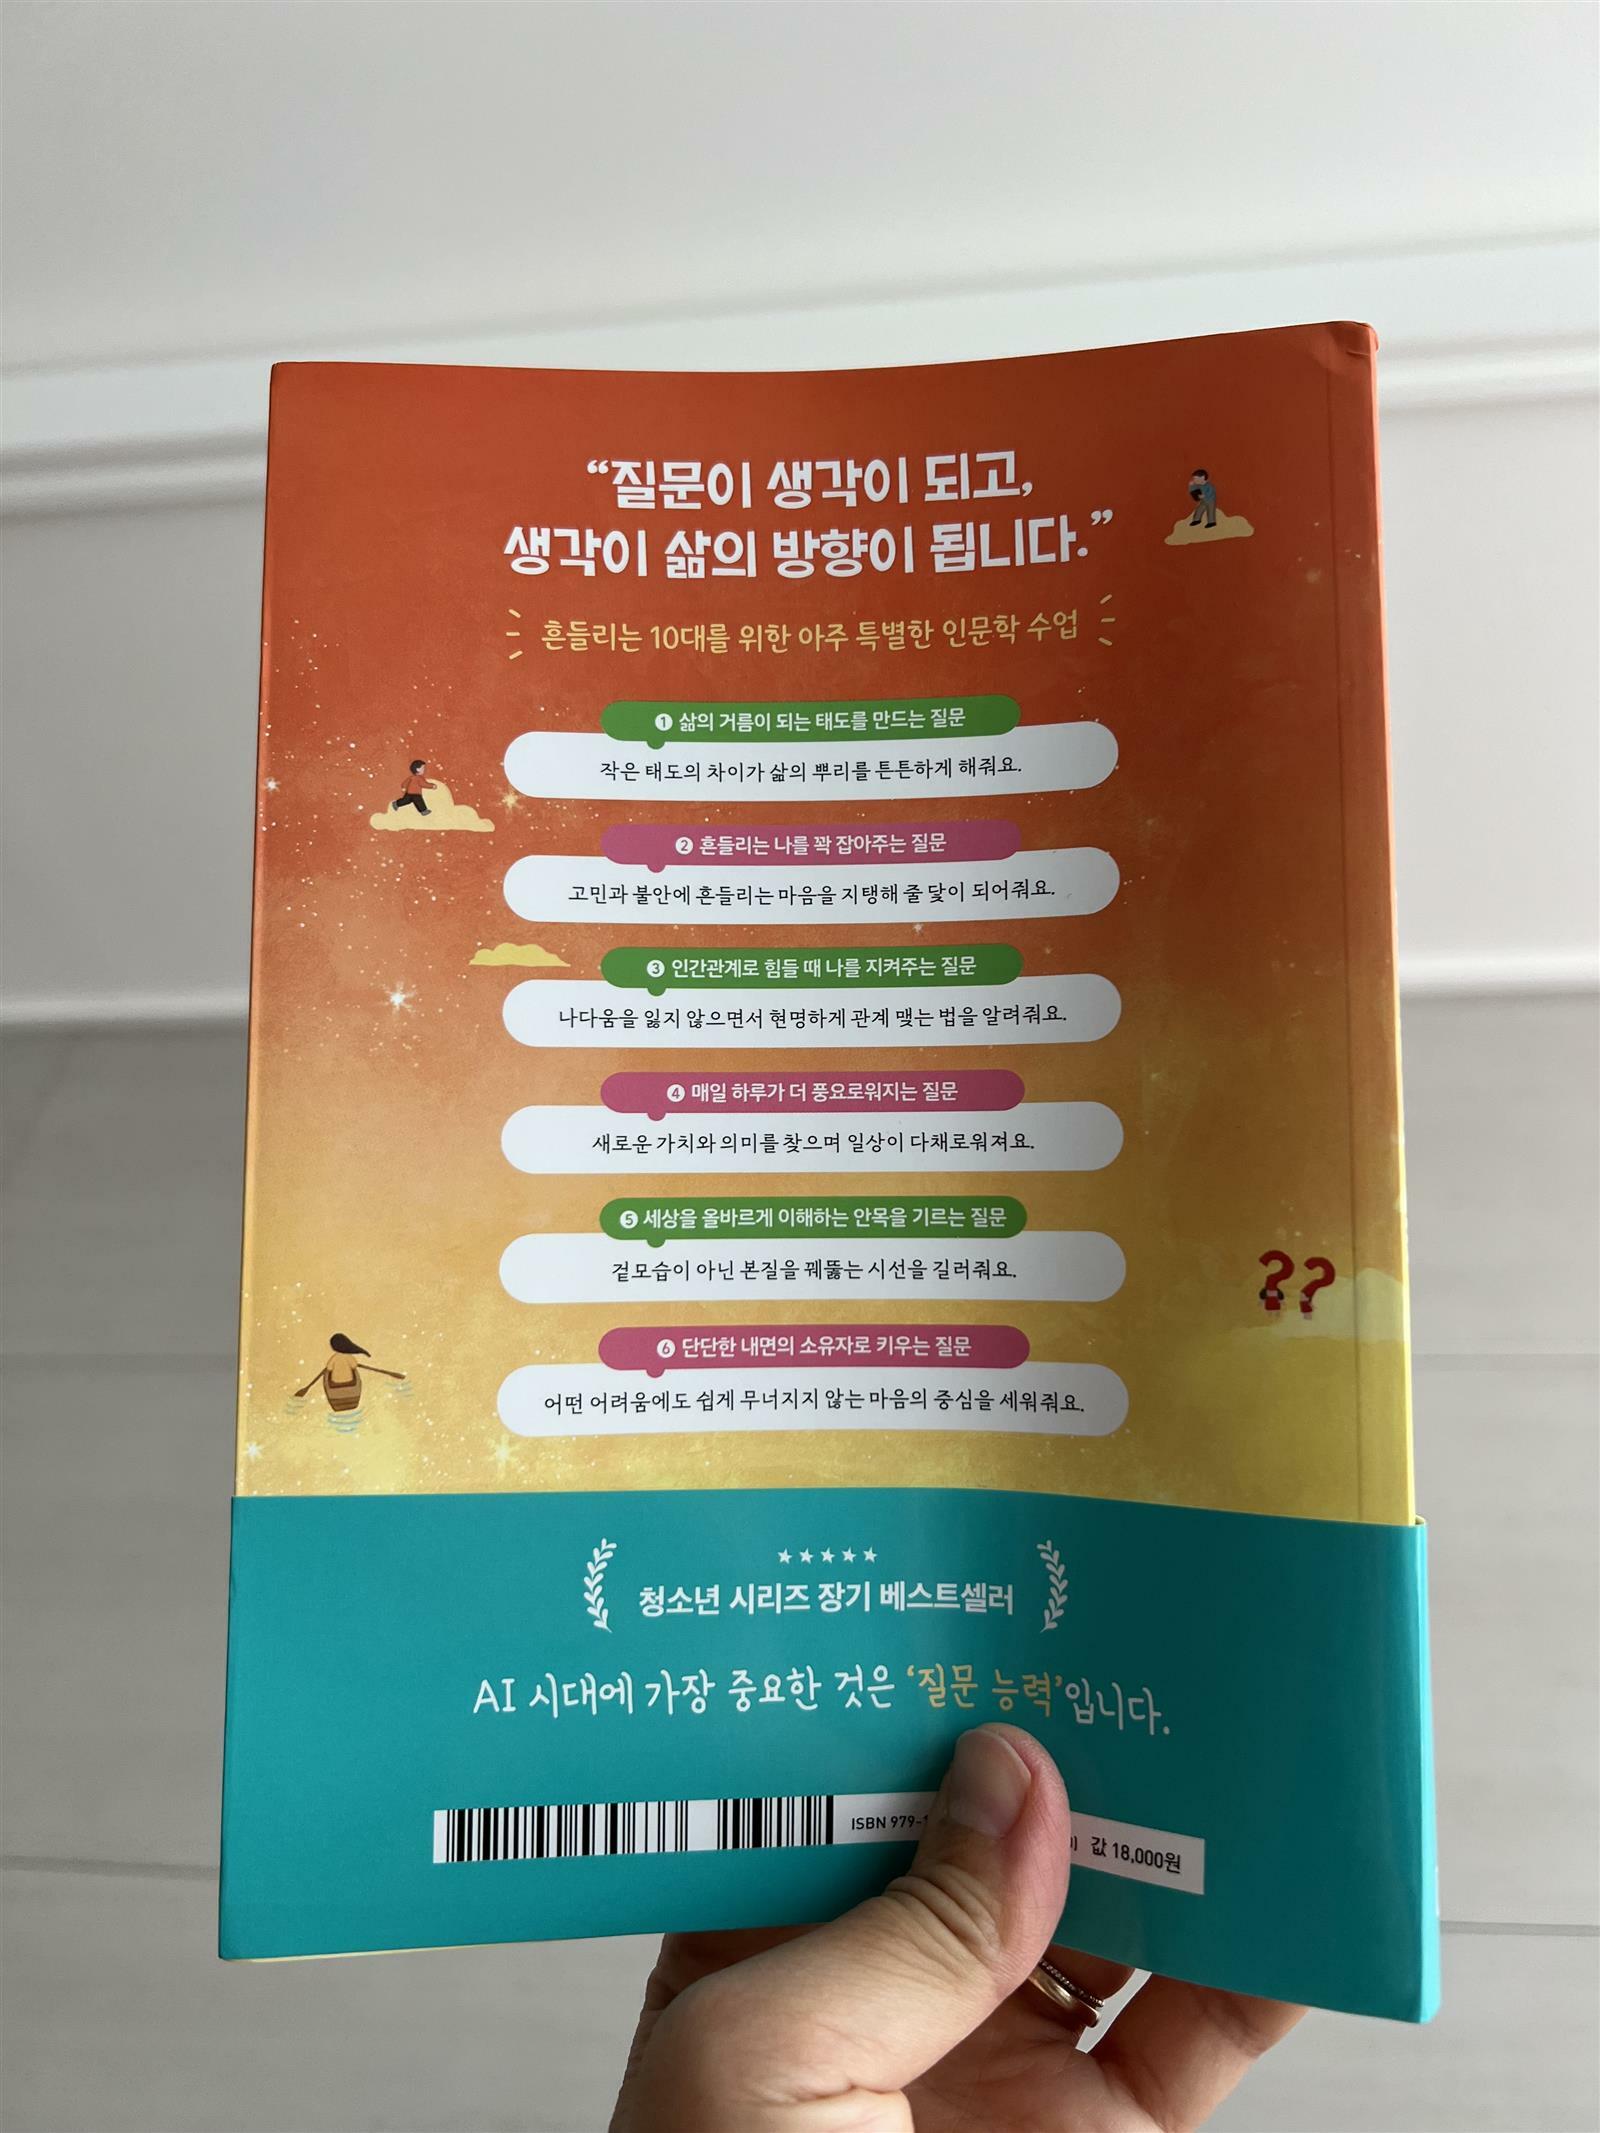 “질문이 생각이 되고,
생각이 삶의 방향이 됩니다.”
흔들리는 10대를 위한 아주 특별한 인문학 수업
❶ 삶의 거름이 되는 태도를 만드는 질문
작은 태도의 차이가 삶의 뿌리를 튼튼하게 해줘요.
❷ 흔들리는 나를 꽉 잡아주는 질문
고민과 불안에 흔들리는 마음을 지탱해 줄 닻이 되어줘요.
❸ 인간관계로 힘들 때 나를 지켜주는 질문
나다움을 잃지 않으면서 현명하게 관계 맺는 법을 알려줘요.
❹ 매일 하루가 더 풍요로워지는 질문
새로운 가치와 의미를 찾으며 일상이 다채로워져요.
❺ 세상을 올바르게 이해하는 안목을 기르는 질문
겉모습이 아닌 본질을 꿰뚫는 시선을 길러줘요.
❻ 단단한 내면의 소유자로 키우는 질문
어떤 어려움에도 쉽게 무너지지 않는 마음의 중심을 세워줘요.
??
★★★★★
청소년 시리즈 장기 베스트셀러
AI 시대에 가장 중요한 것은 ‘질문 능력’입니다.
ISBN 979-1 값 18,000원